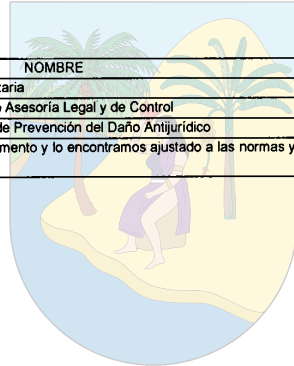 NOMBRE
taria
Asesoría Legal y de Control
de Prevención del Daño Antijurídico
mento y lo encontramos ajustado a las normas y